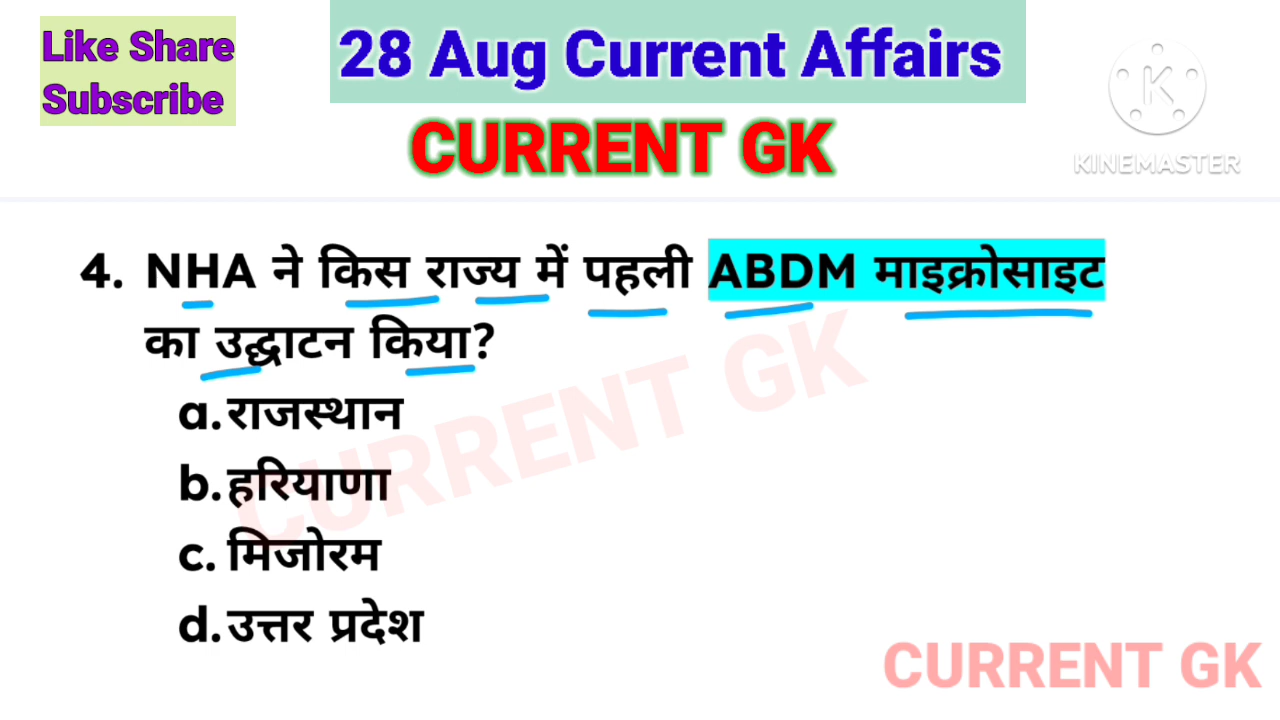 Like Share
Subscribe
28 Aug Current Affairs
CURRENT GK
K
KINEMASTER
4. NHA ने किस राज्य में पहली ABDM माइक्रोसाइट
का उद्घाटन किया?
a. राजस्थान
b. हरियाणा
c. मिजोरम
d. उत्तर प्रदेश
CURRENT GK
CURRENT GK